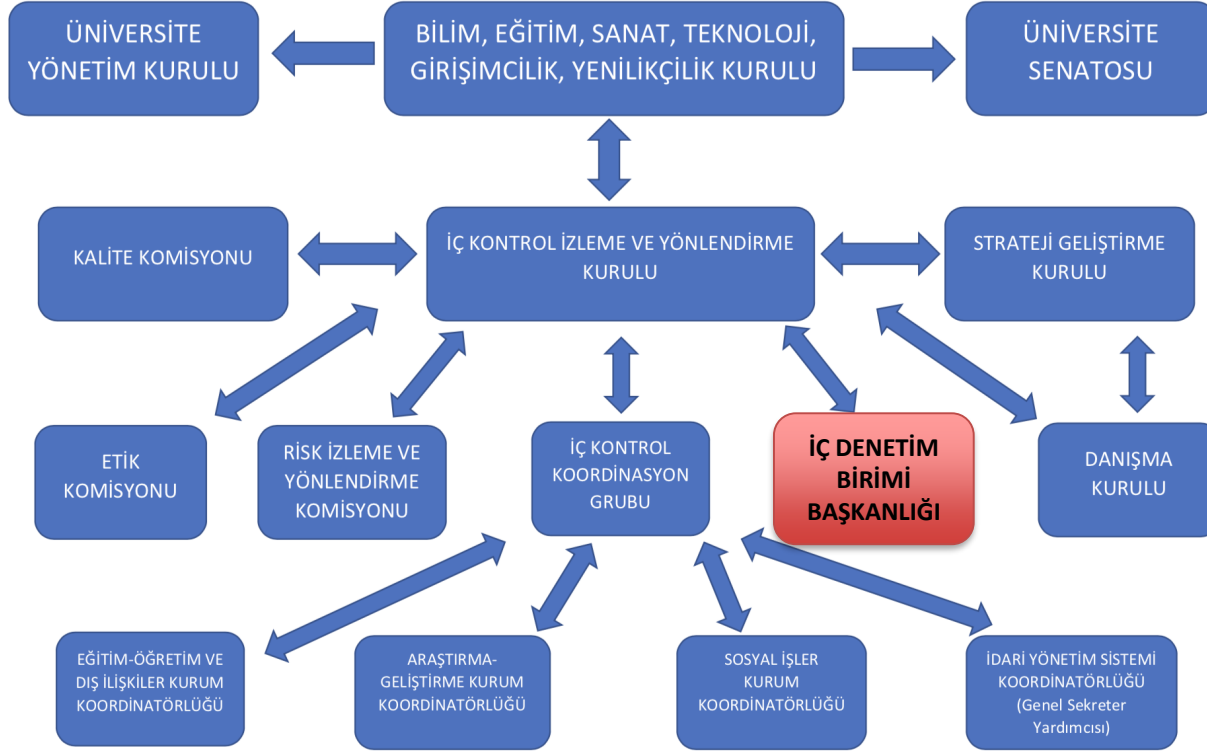 ÜNİVERSİTE
YÖNETİM KURULU
BİLİM, EĞİTİM, SANAT, TEKNOLOJİ,
GİRİŞİMCİLİK, YENİLİKÇİLİK KURULU
ÜNİVERSİTE
SENATOSU
KALİTE KOMİSYONU
İÇ KONTROL İZLEME VE YÖNLENDİRME
KURULU
STRATEJİ GELİŞTİRME
KURULU
ETİK
KOMİSYONU
RİSK İZLEME VE
YÖNLENDİRME
KOMİSYONU
İÇ KONTROL
KOORDİNASYON
GRUBU
İÇ DENETİM
BİRİMİ
BAŞKANLIĞI
DANIŞMA
KURULU
EĞİTİM-ÖĞRETİM VE
DIŞ İLİŞKİLER KURUM
KOORDİNATÖRLÜĞÜ
ARAŞTIRMA-
GELİŞTİRME KURUM
KOORDİNATÖRLÜĞÜ
SOSYAL İŞLER
KURUM
KOORDİNATÖRLÜĞÜ
İDARİ YÖNETİM SİSTEMİ
KOORDİNATÖRLÜĞÜ
(Genel Sekreter
Yardımcısı)